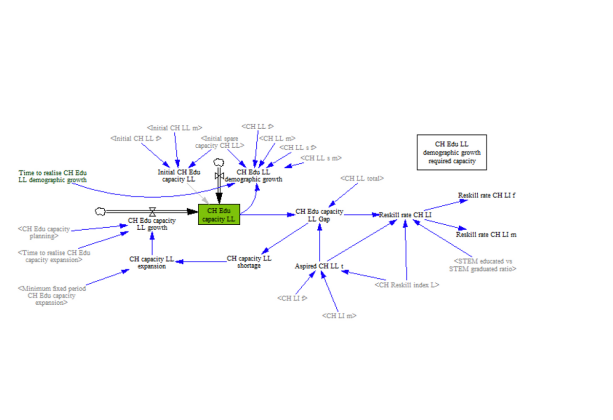 <CH LL f>
<Initial CH LL m>
<Initial CH LL f>
<Initial spare
capacity CH LL>
<CH LL m>
<CH LL s f>
<CH LL s m>
CH Edu LL
demographic growth
required capacity
Time to realise CH Edu
LL demographic growth
Initial CH Edu
capacity LL
CH Edu LL
demographic growth
<CH LL total>
Reskill rate CH LI f
CH Edu
capacity LL
CH Edu capacity
LL Gap
Reskill rate CH LI
CH Edu capacity
LL growth
<CH Edu capacity
planning>
Reskill rate CH LI m
<Time to realise CH Edu
capacity expansion>
CH capacity LL
expansion
CH capacity LL
shortage
Aspired CH LL t
<STEM educated vs
STEM graduated ratio>
<CH Reskill index L>
<Minimum fixed period
CH Edu capacity
expansion>
<CH LI f>
<CH LI m>